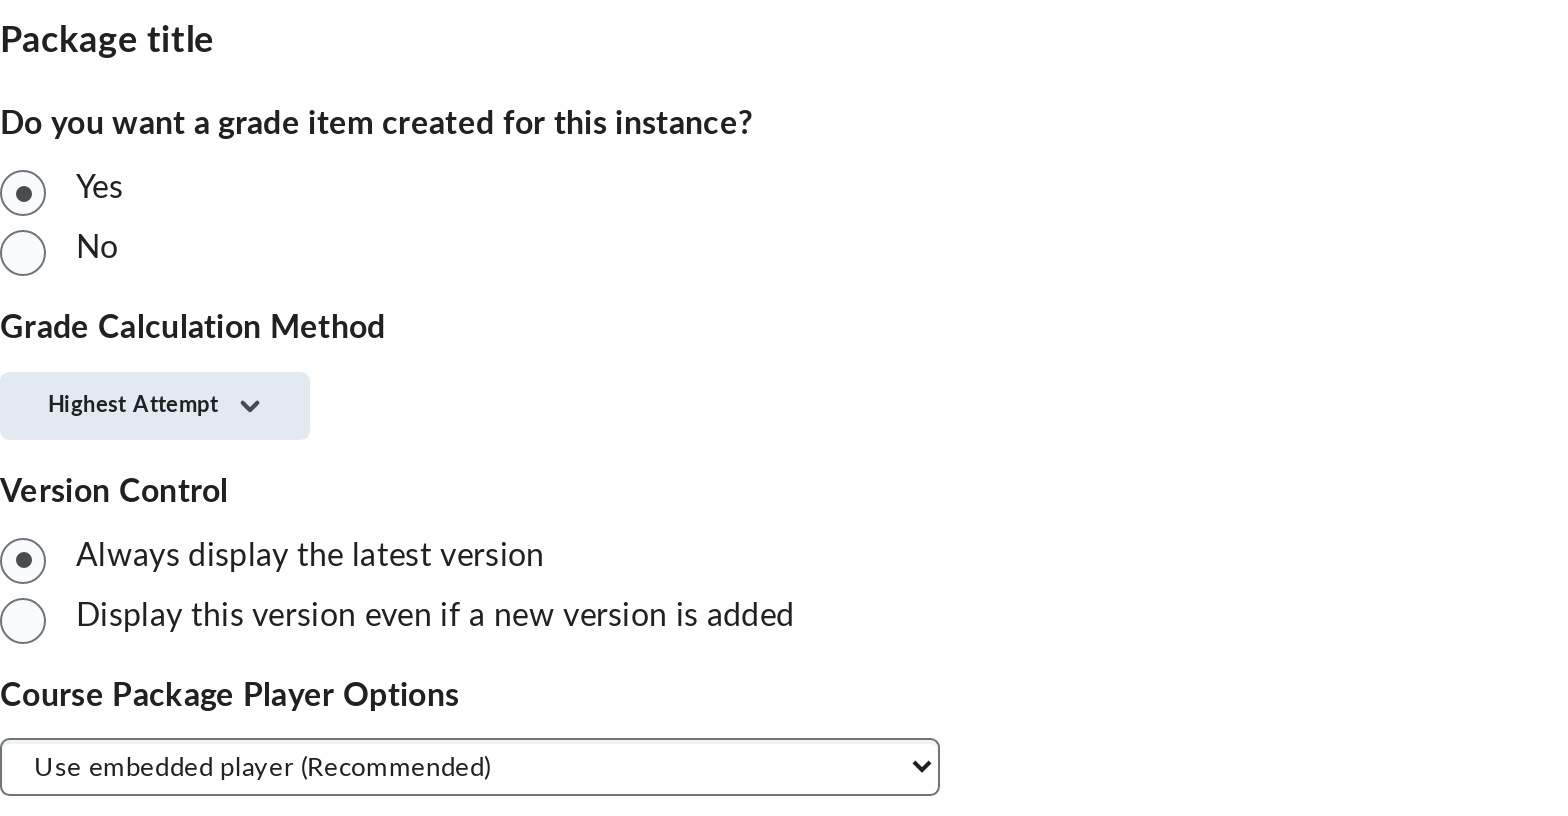 Package title
Do you want a grade item created for this instance?
Yes
No
Grade Calculation Method
Highest Attempt
Version Control
Always display the latest version
Display this version even if a new version is added
Course Package Player Options
Use embedded player (Recommended)